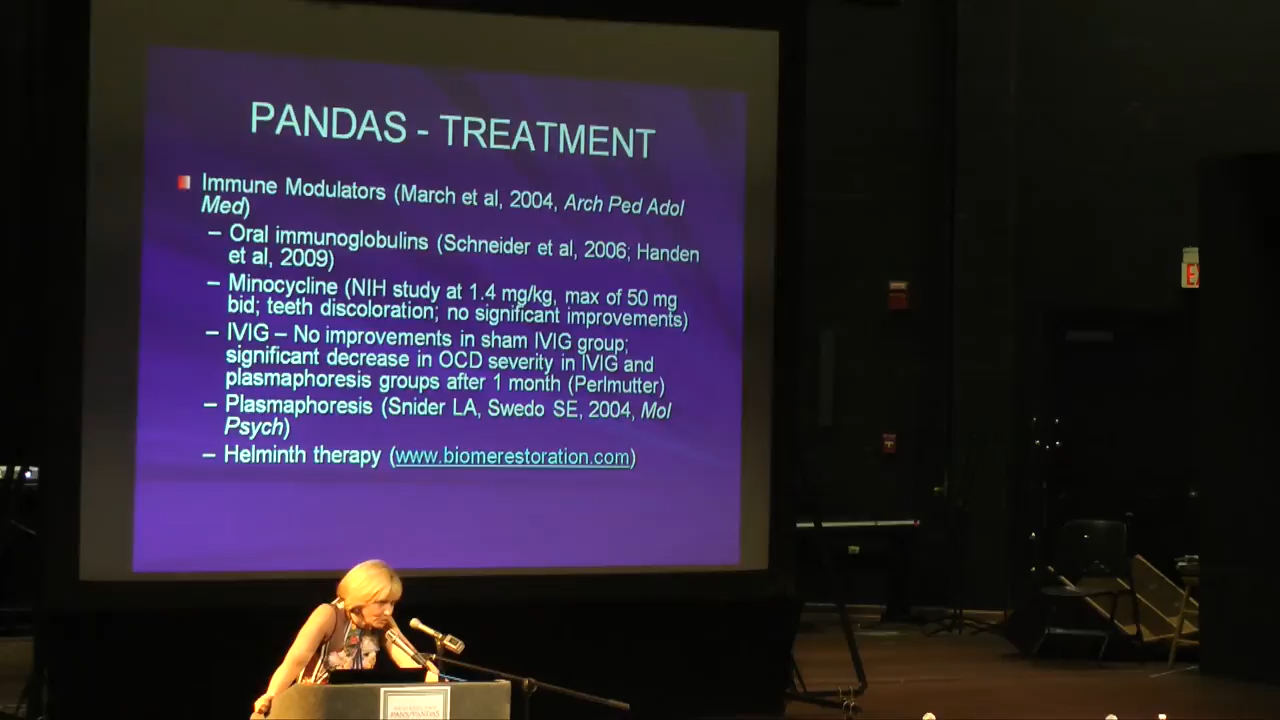 PANDAS - TREATMENT
Immune Modulators (March et al, 2004, Arch Ped Adol
Med)
– Oral immunoglobulins (Schneider et al, 2006; Handen
et al, 2009)
– Minocycline (NIH study at 1.4 mg/kg, max of 50 mg
bid; teeth discoloration; no significant improvements)
– IVIG – No improvements in sham IVIG group;
significant decrease in OCD severity in IVIG and
plasmaphoresis groups after 1 month (Perlmutter)
– Plasmaphoresis (Snider LA, Swedo SE, 2004, Mol
Psych)
– Helminth therapy (www.biomerestoration.com)
PANS/PANDAS